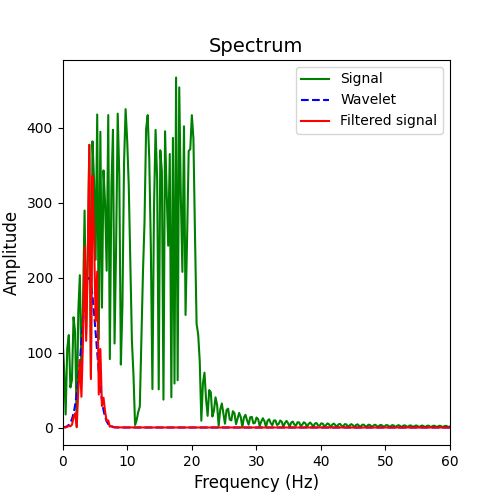 Spectrum
Signal
Wavelet
Filtered signal
400
300
200
100
0
Amplitude
0
10
20
30
40
50
60
Frequency (Hz)